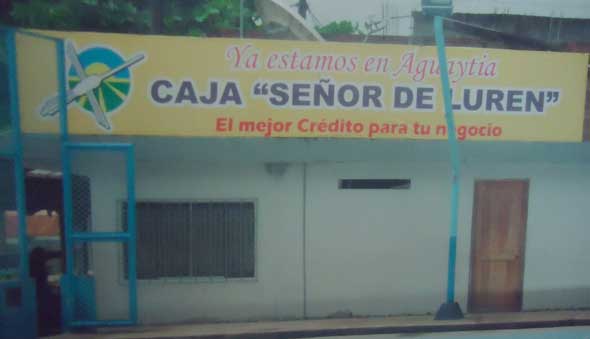 Ya estamos en Aguaytia
CAJA "SEÑOR DE LUREN"
El mejor Crédito para tu negocio